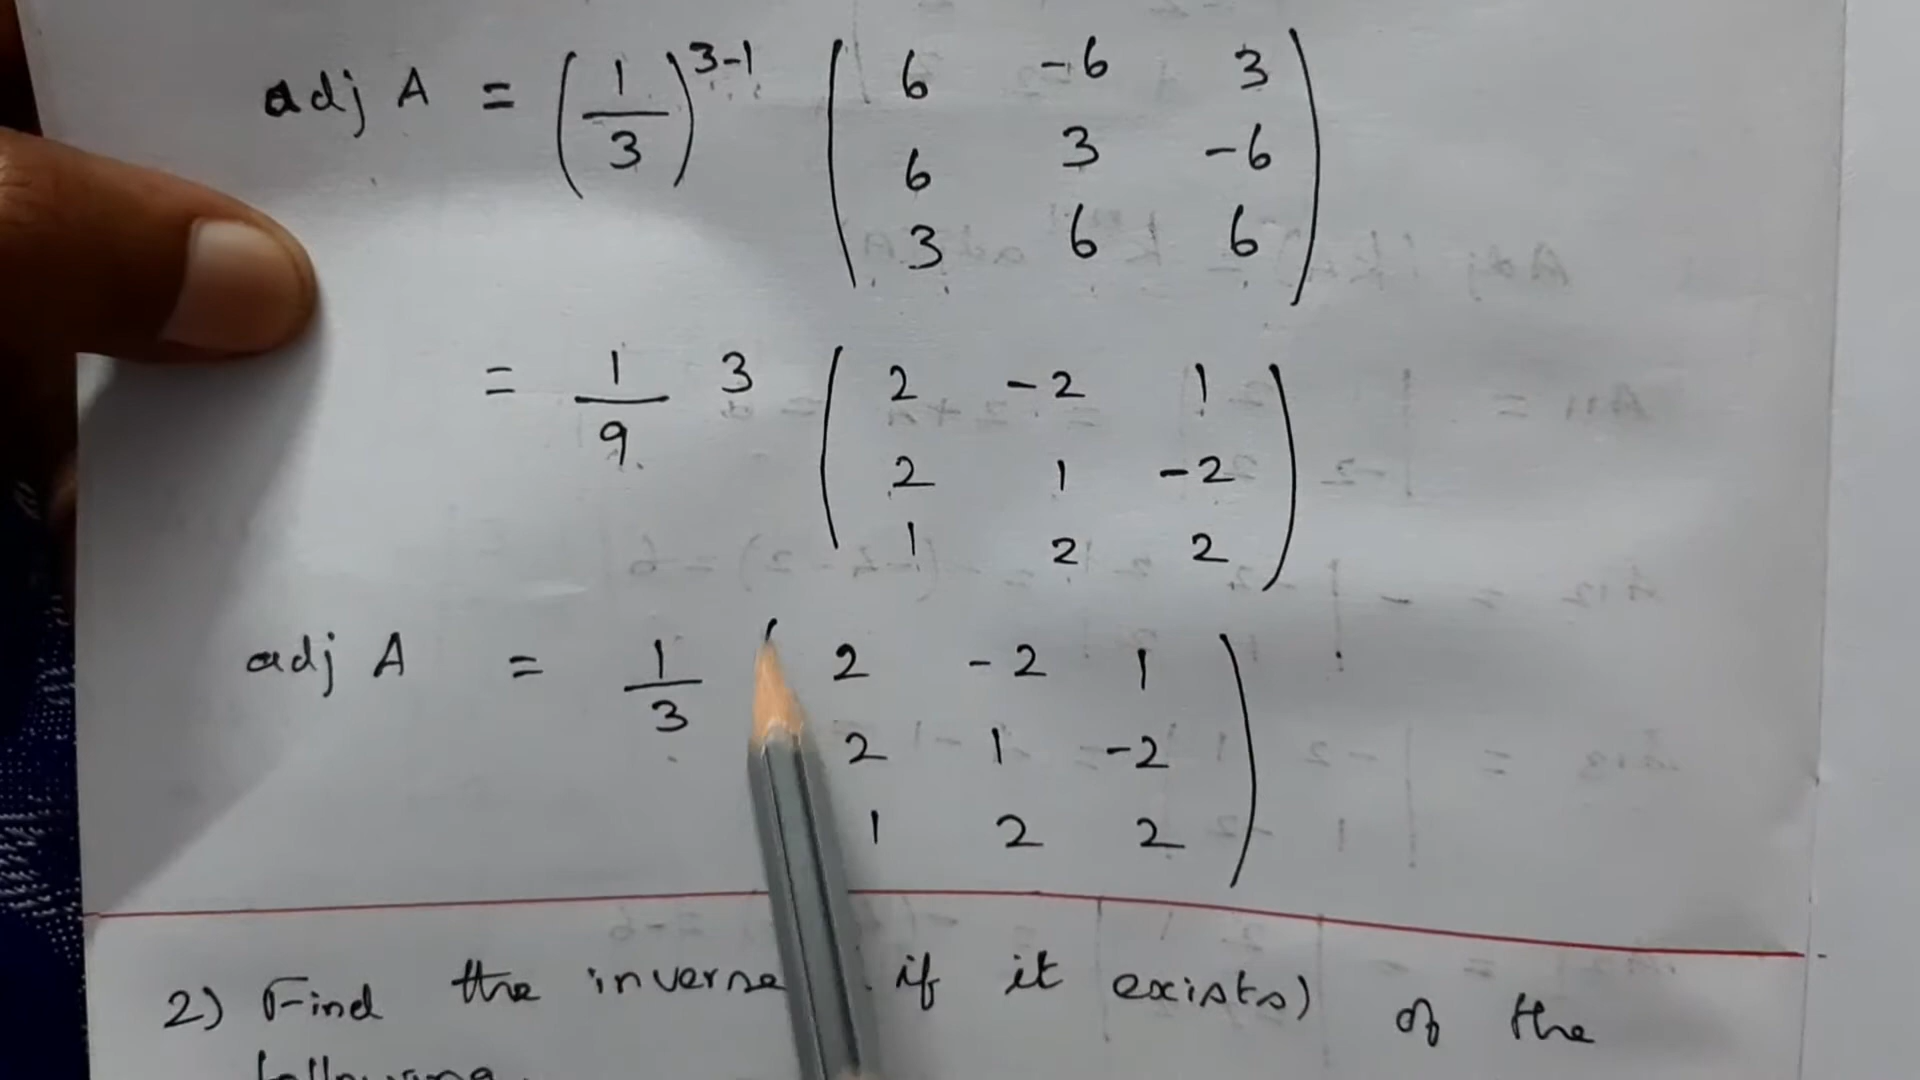 adj A = (1/3)^{3-1} ( 6 -6 3
6 3 -6
3 6 6 )
= 1/9 3 ( 2 -2 1
2 1 -2
1 2 2 )
adj A = 1/3 ( 2 -2 1
2 1 -2
1 2 2 )
2) Find the inverse if it exists) of the
following